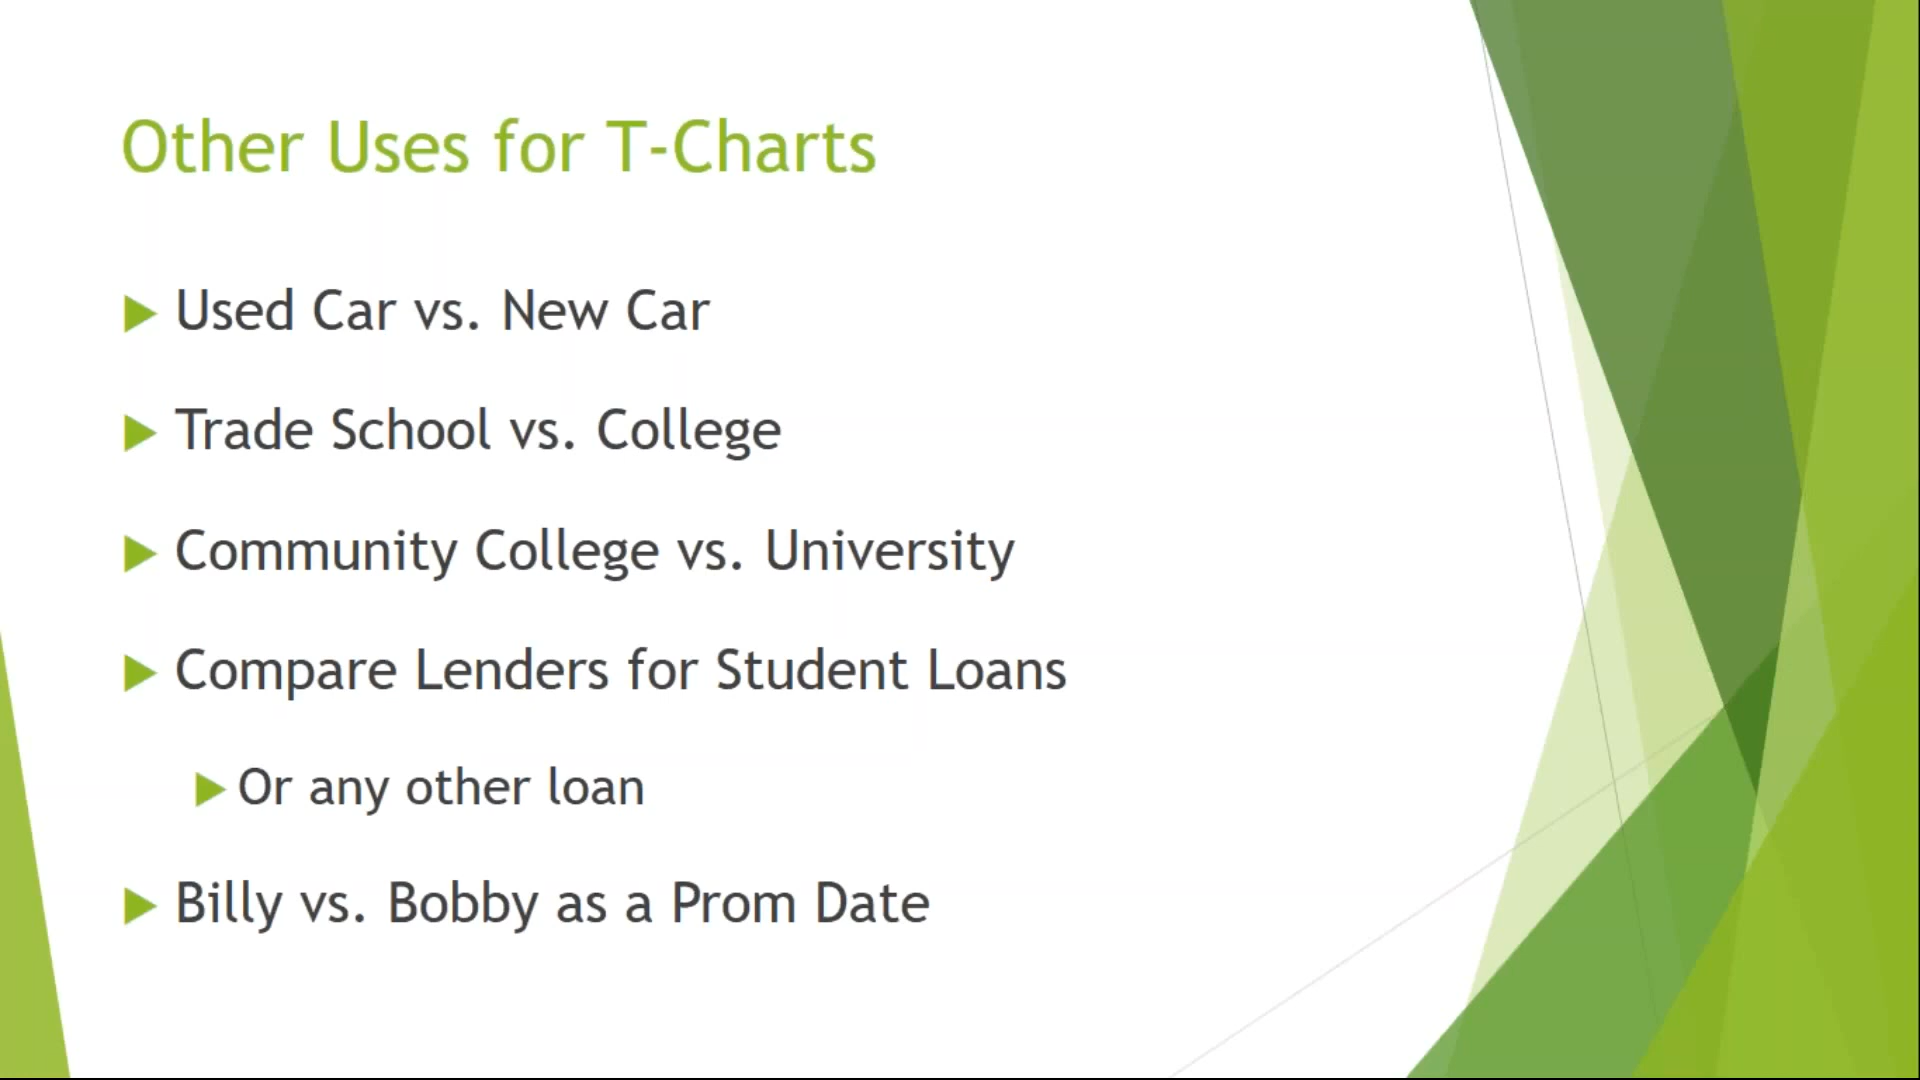 Other Uses for T-Charts
Used Car vs. New Car
Trade School vs. College
Community College vs. University
Compare Lenders for Student Loans
Or any other loan
Billy vs. Bobby as a Prom Date